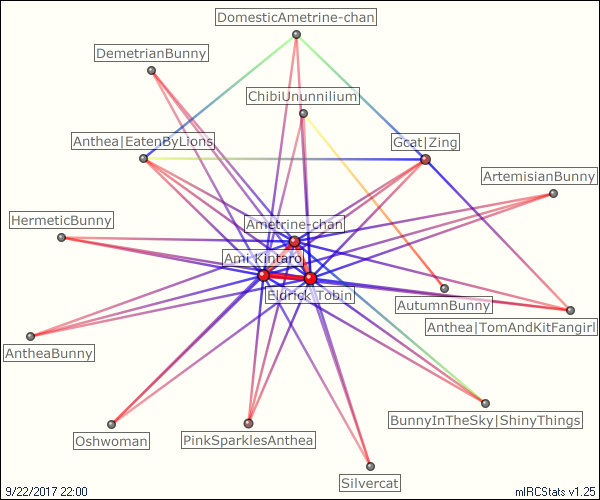 DomesticAmetrine-chan
DemetrianBunny
ChibiUnunnilium
Anthea|EatenByLions
Gcat|Zing
ArtemisianBunny
HermeticBunny
Ametrine-chan
Ami Kintaro
Eldrick Tobin
AutumnBunny
Anthea|TomAndKitFangirl
AntheaBunny
BunnyInTheSky|ShinyThings
Oshwoman
PinkSparklesAnthea
Silvercat
9/22/2017 22:00
mIRCStats v1.25